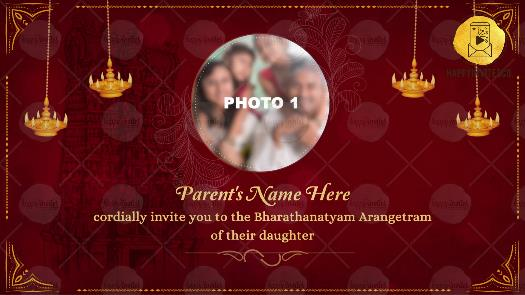 PHOTO 1
Parent's Name Here
cordially invite you to the Bharathanatyam Arangetram
of their daughter